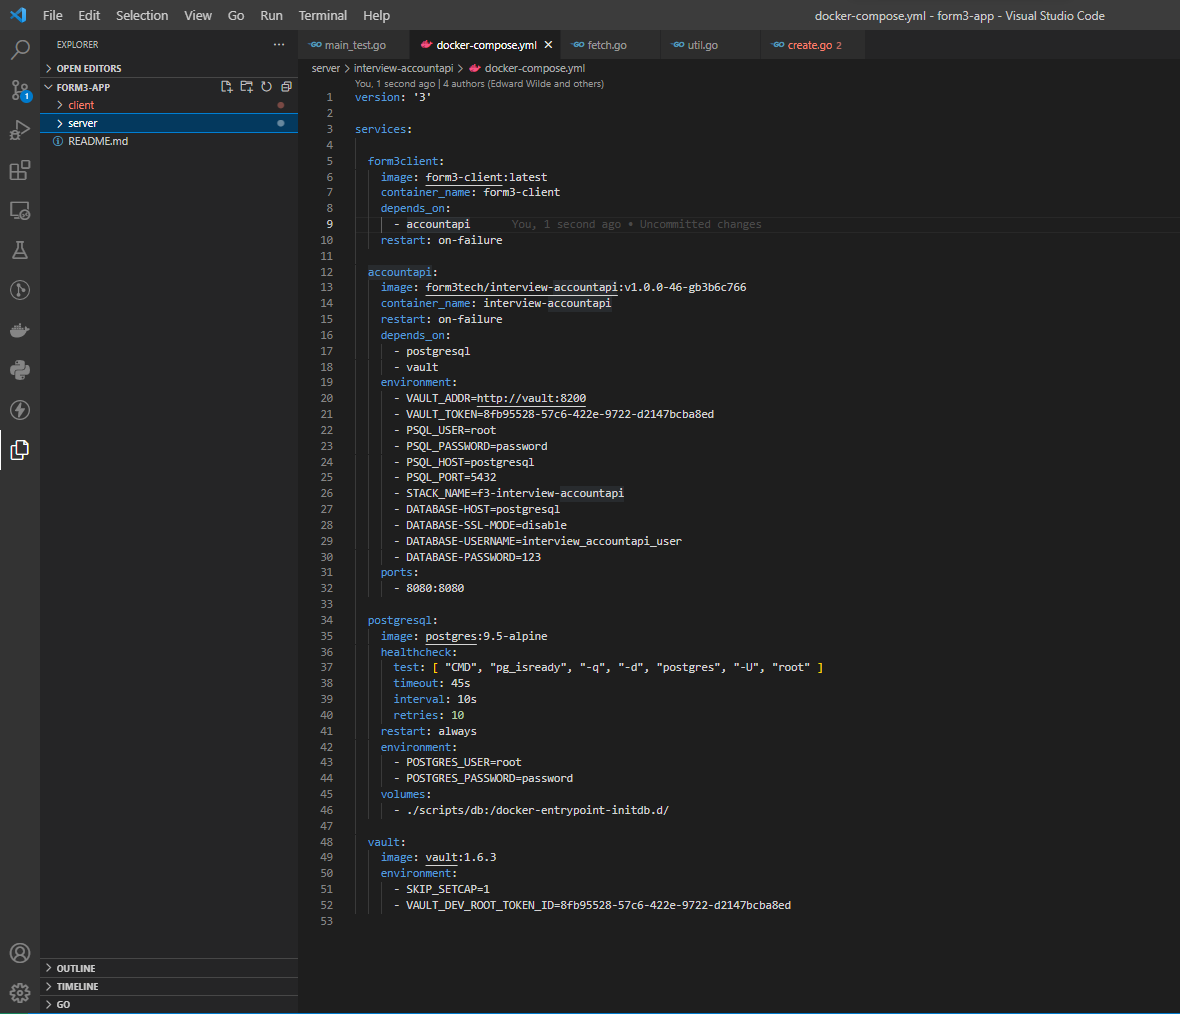 File Edit Selection View Go Run Terminal Help docker-compose.yml - form3-app - Visual Studio Code
EXPLORER ···
main_test.go docker-compose.yml fetch.go util.go create.go 2
OPEN EDITORS
server > interview-accountapi > docker-compose.yml
FORM3-APP
client
server
README.md
1
You, 1 second ago | 4 authors (Edward Wilde and others)
1 version: '3'
2
3 services:
4
5 form3client:
6 image: form3-client:latest
7 container_name: form3-client
8 depends_on:
9 - accountapi You, 1 second ago • Uncommitted changes
10 restart: on-failure
11
12 accountapi:
13 image: form3tech/interview-accountapi:v1.0.0-46-gb3b6c766
14 container_name: interview-accountapi
15 restart: on-failure
16 depends_on:
17 - postgresql
18 - vault
19 environment:
20 - VAULT_ADDR=http://vault:8200
21 - VAULT_TOKEN=8fb95528-57c6-422e-9722-d2147bcba8ed
22 - PSQL_USER=root
23 - PSQL_PASSWORD=password
24 - PSQL_HOST=postgresql
25 - PSQL_PORT=5432
26 - STACK_NAME=f3-interview-accountapi
27 - DATABASE-HOST=postgresql
28 - DATABASE-SSL-MODE=disable
29 - DATABASE-USERNAME=interview_accountapi_user
30 - DATABASE-PASSWORD=123
31 ports:
32 - 8080:8080
33
34 postgresql:
35 image: postgres:9.5-alpine
36 healthcheck:
37 test: [ "CMD", "pg_isready", "-q", "-d", "postgres", "-U", "root" ]
38 timeout: 45s
39 interval: 10s
40 retries: 10
41 restart: always
42 environment:
43 - POSTGRES_USER=root
44 - POSTGRES_PASSWORD=password
45 volumes:
46 - ./scripts/db:/docker-entrypoint-initdb.d/
47
48 vault:
49 image: vault:1.6.3
50 environment:
51 - SKIP_SETCAP=1
52 - VAULT_DEV_ROOT_TOKEN_ID=8fb95528-57c6-422e-9722-d2147bcba8ed
53
OUTLINE
TIMELINE
GO